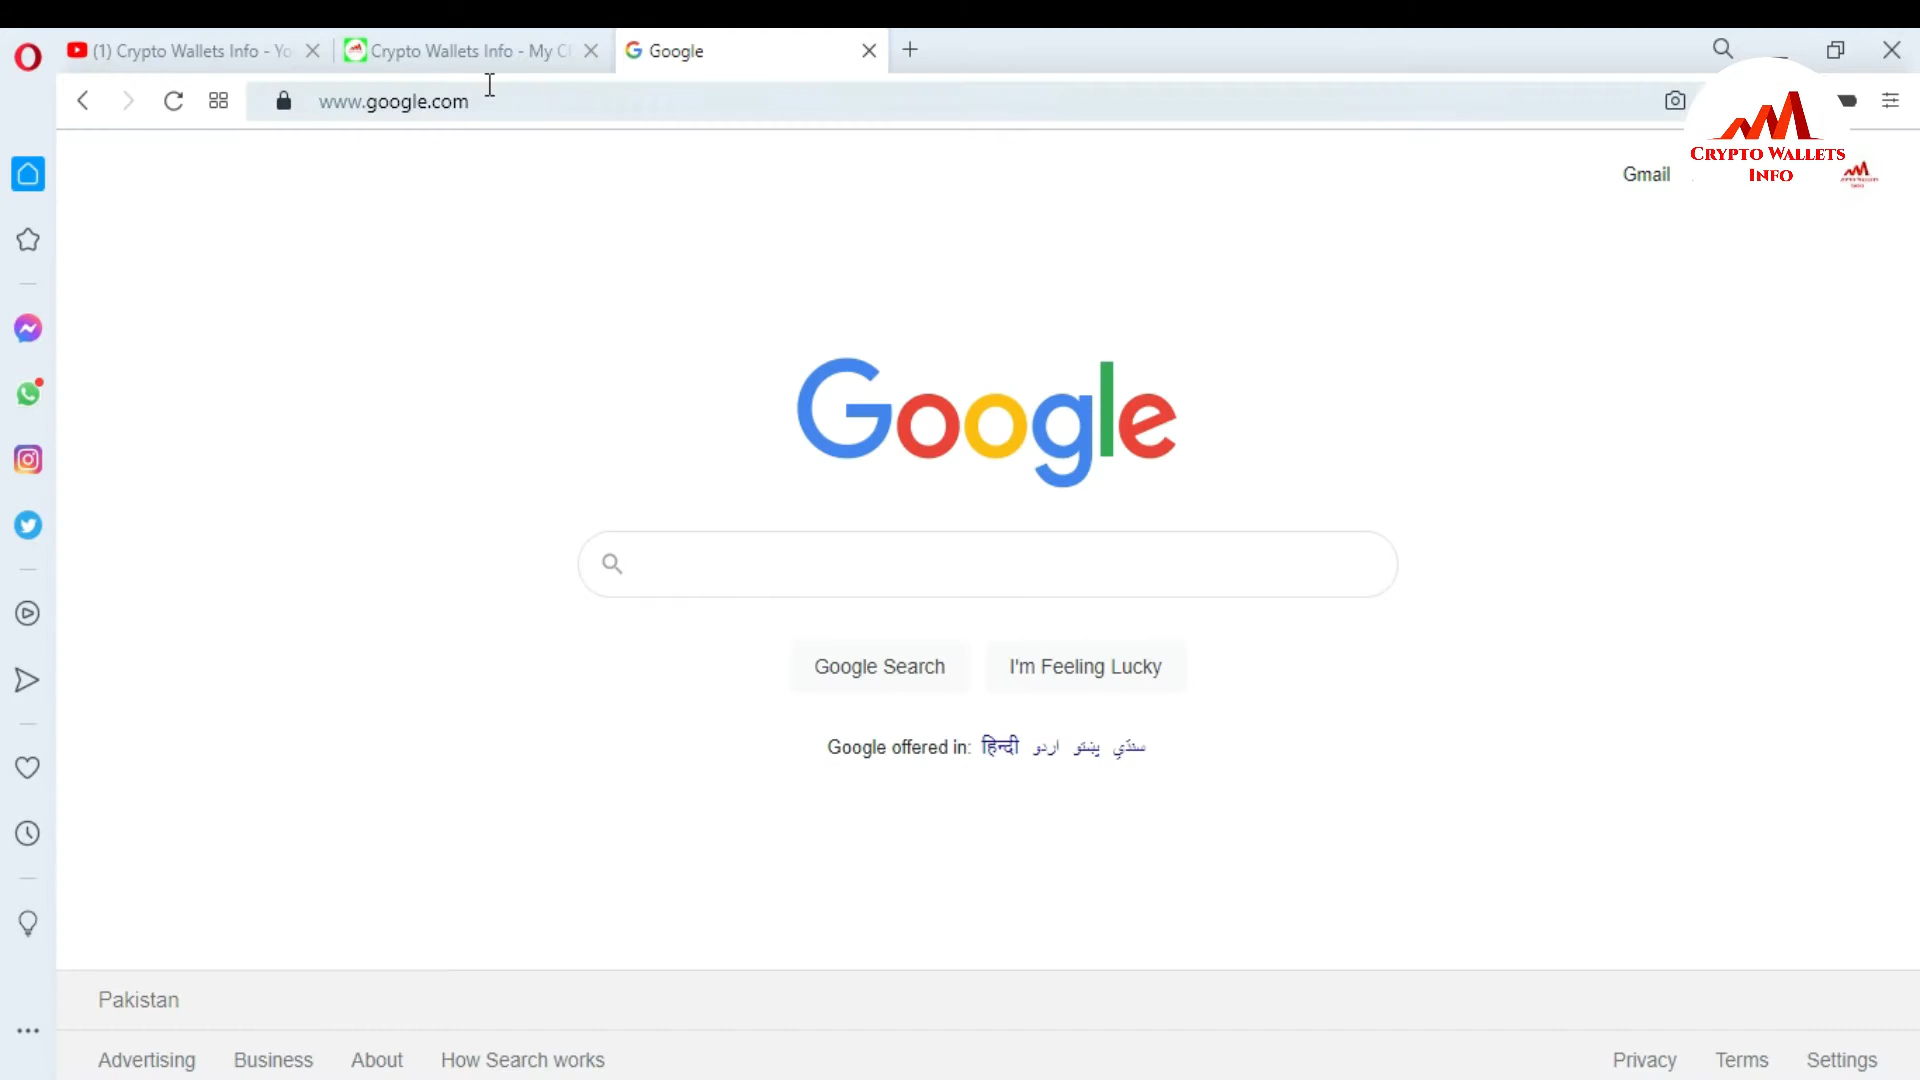 (1) Crypto Wallets Info - Yo
Crypto Wallets Info - My C
Google
www.google.com
CRYPTO WALLETS
INFO
Gmail
Google
Google Search
I'm Feeling Lucky
Google offered in: हिन्दी اردو پښتو سنڌي
Pakistan
Advertising Business About How Search works
Privacy Terms Settings